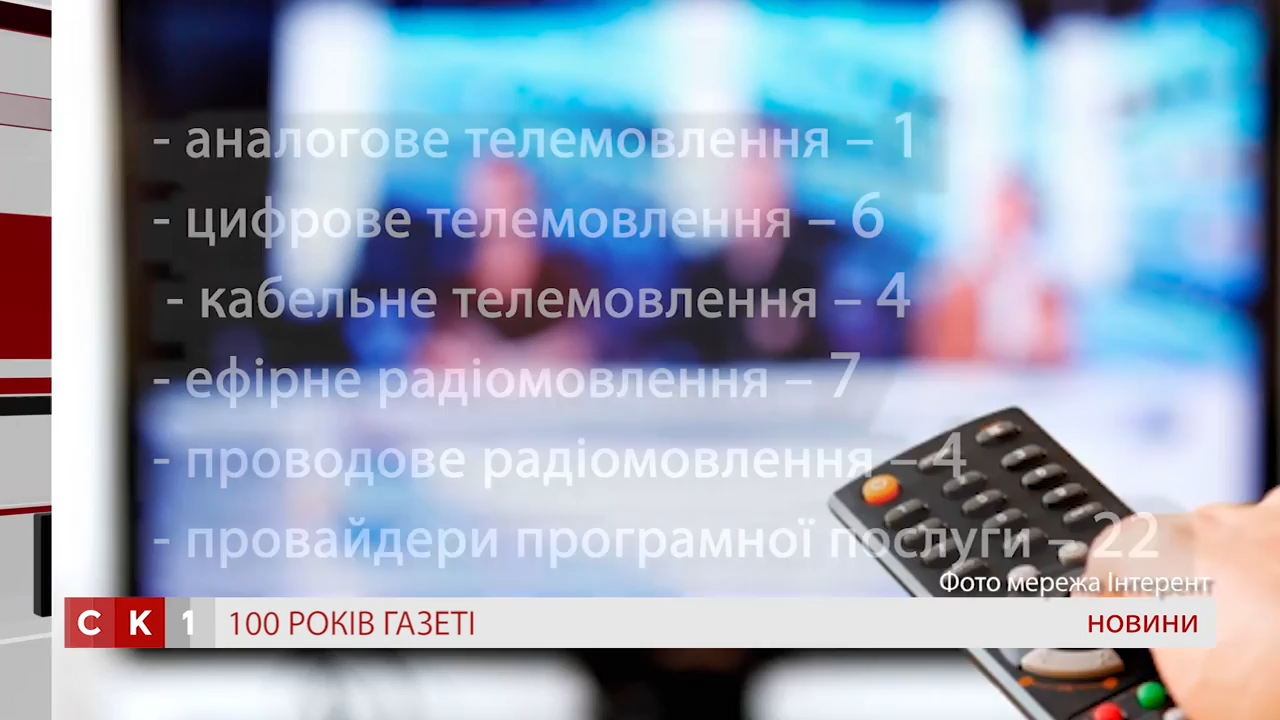 - аналогове телемовлення – 1
- цифрове телемовлення – 6
- кабельне телемовлення – 4
- ефірне радіомовлення – 7
- проводове радіомовлення – 4
- провайдери програмної послуги – 22
Фото мережа Інтерент
СК1 100 РОКІВ ГАЗЕТІ НОВИНИ